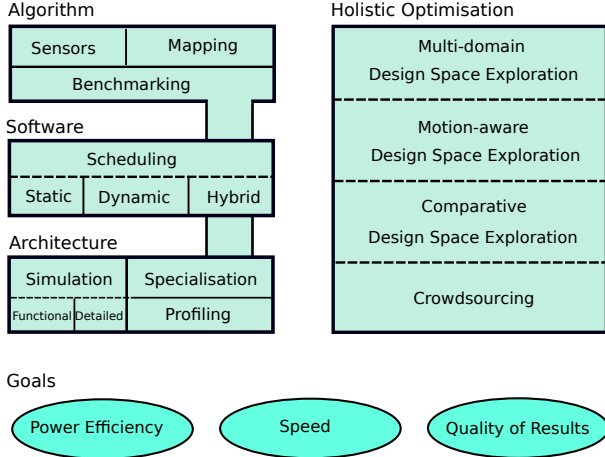 Algorithm
Sensors
Mapping
Benchmarking
Software
Scheduling
Static
Dynamic
Hybrid
Architecture
Simulation
Specialisation
Functional
Detailed
Profiling
Holistic Optimisation
Multi-domain
Design Space Exploration
Motion-aware
Design Space Exploration
Comparative
Design Space Exploration
Crowdsourcing
Goals
Power Efficiency
Speed
Quality of Results